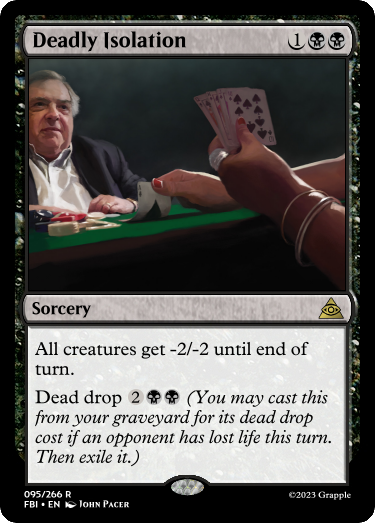 Deadly Isolation 1
Sorcery
All creatures get -2/-2 until end of
turn.
Dead drop 2 (You may cast this
from your graveyard for its dead drop
cost if an opponent has lost life this turn.
Then exile it.)
095/266 R
FBI • EN John Pacer
©2023 Grapple